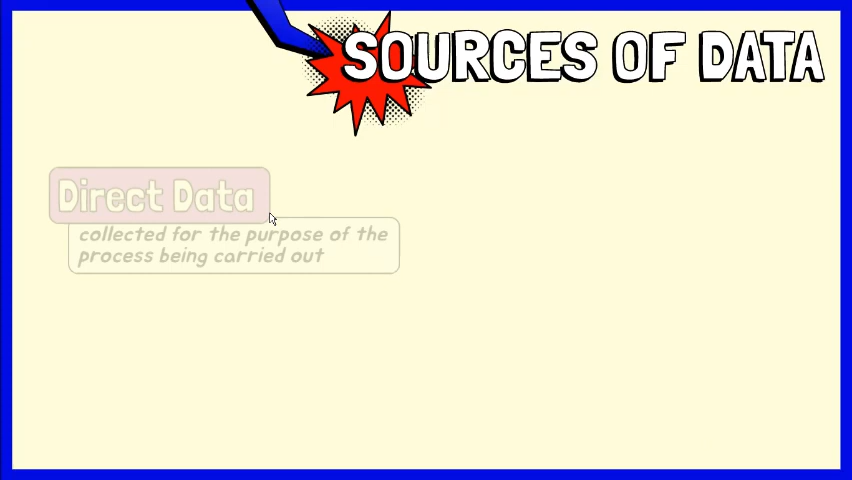 SOURCES OF DATA
Direct Data
collected for the purpose of the
process being carried out